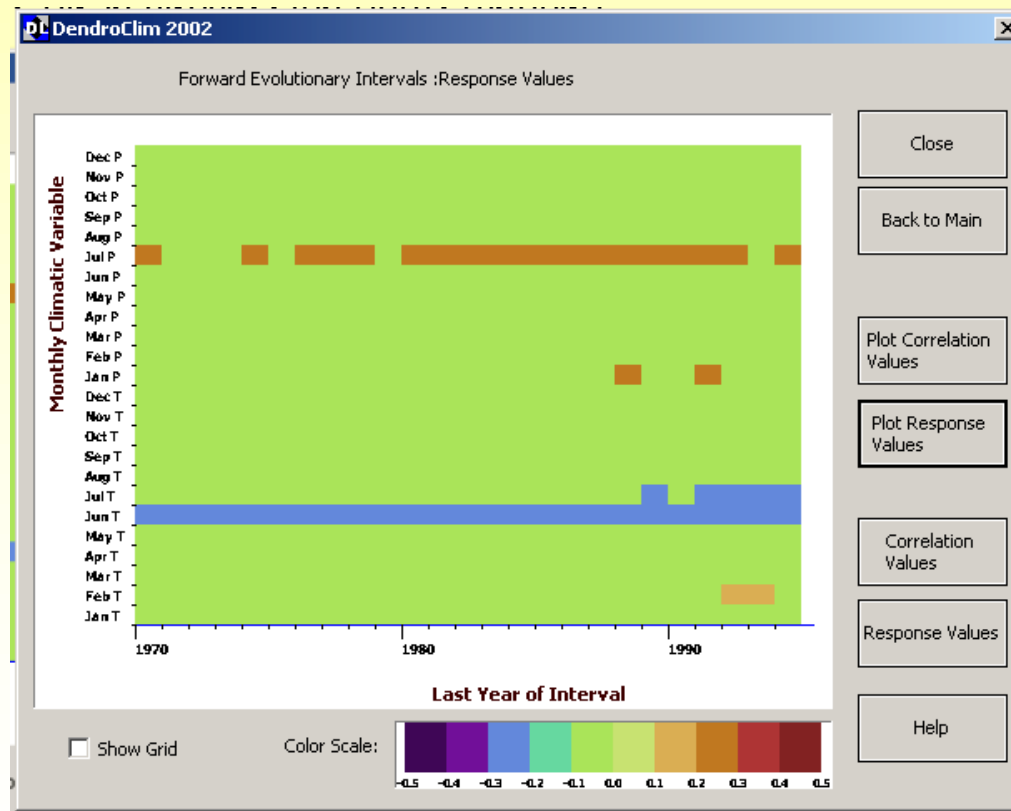 DL DendroClim 2002
Forward Evolutionary Intervals :Response Values
Monthly Climatic Variable
Dec P
Nov P
Oct P
Sep P
Aug P
Jul P
Jun P
May P
Apr P
Mar P
Feb P
Jan P
Dec T
Nov T
Oct T
Sep T
Aug T
Jul T
Jun T
May T
Apr T
Mar T
Feb T
Jan T
1970 1980 1990
Last Year of Interval
Show Grid
Color Scale:
-0.5 -0.4 -0.3 -0.2 -0.1 0.0 0.1 0.2 0.3 0.4 0.5
Close
Back to Main
Plot Correlation
Values
Plot Response
Values
Correlation
Values
Response Values
Help